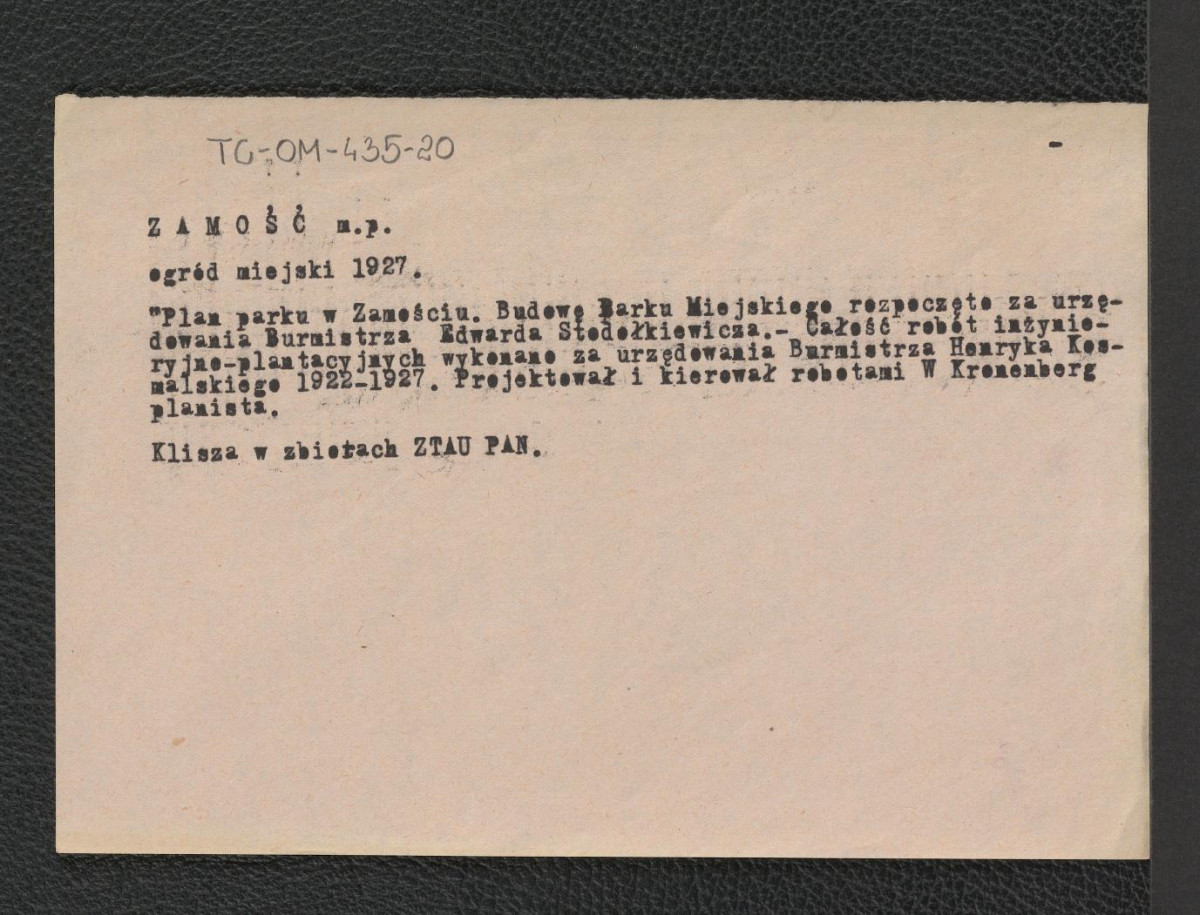 TG-OM-435-20
-
Z A M O Ś Ć m.p.
ogród miejski 1927.
"Plan parku w Zamościu. Budowę Parku Miejskiego rozpoczęto za urzę-
dowania Burmistrza Edwarda Stodołkiewicza.- Całość robót inżynie-
ryjno-plantacyjnych wykonano za urzędowania Burmistrza Henryka Kos-
malskiego 1922-1927. Projektował i kierował robotami W Kronenberg
planista.
Klisza w zbiorach ZTAU PAN.